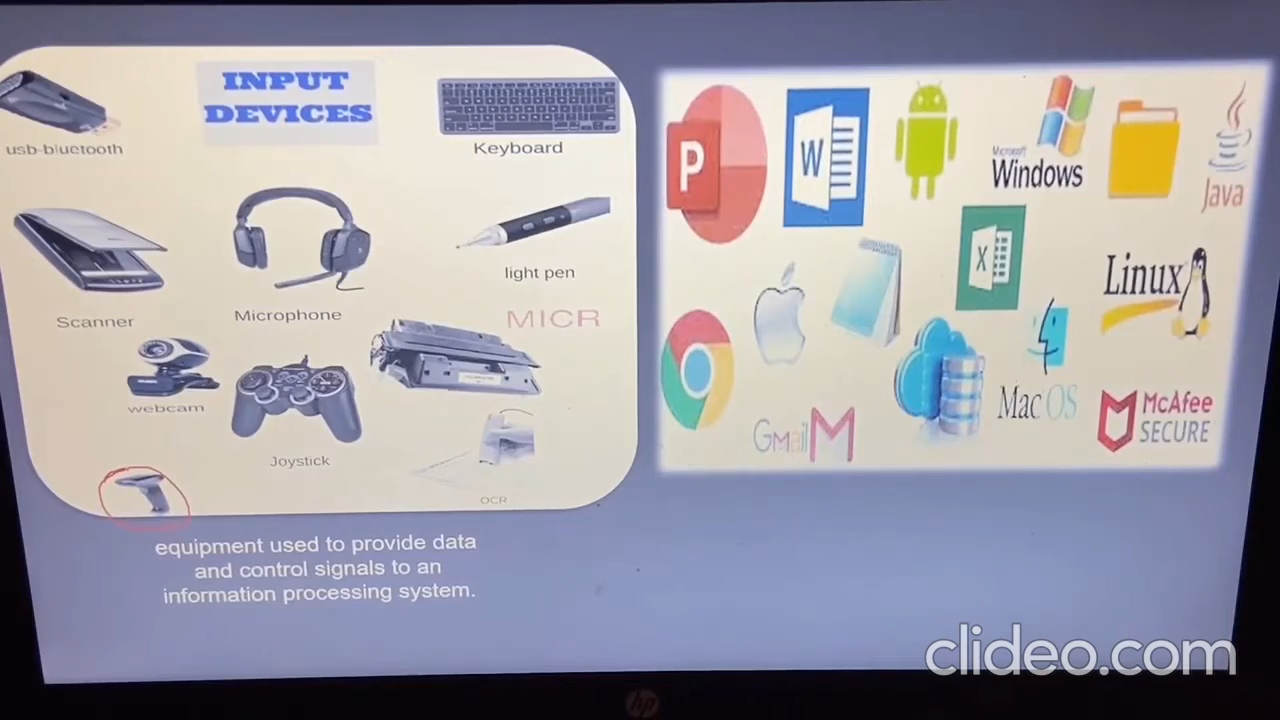 INPUT
DEVICES
usb-bluetooth
Keyboard
light pen
Scanner
Microphone
MICR
webcam
Joystick
OCR
equipment used to provide data
and control signals to an
information processing system.
P
W
Microsoft
Windows
Java
X
Linux
Gmail M
Mac OS
McAfee
SECURE
clideo.com
hp